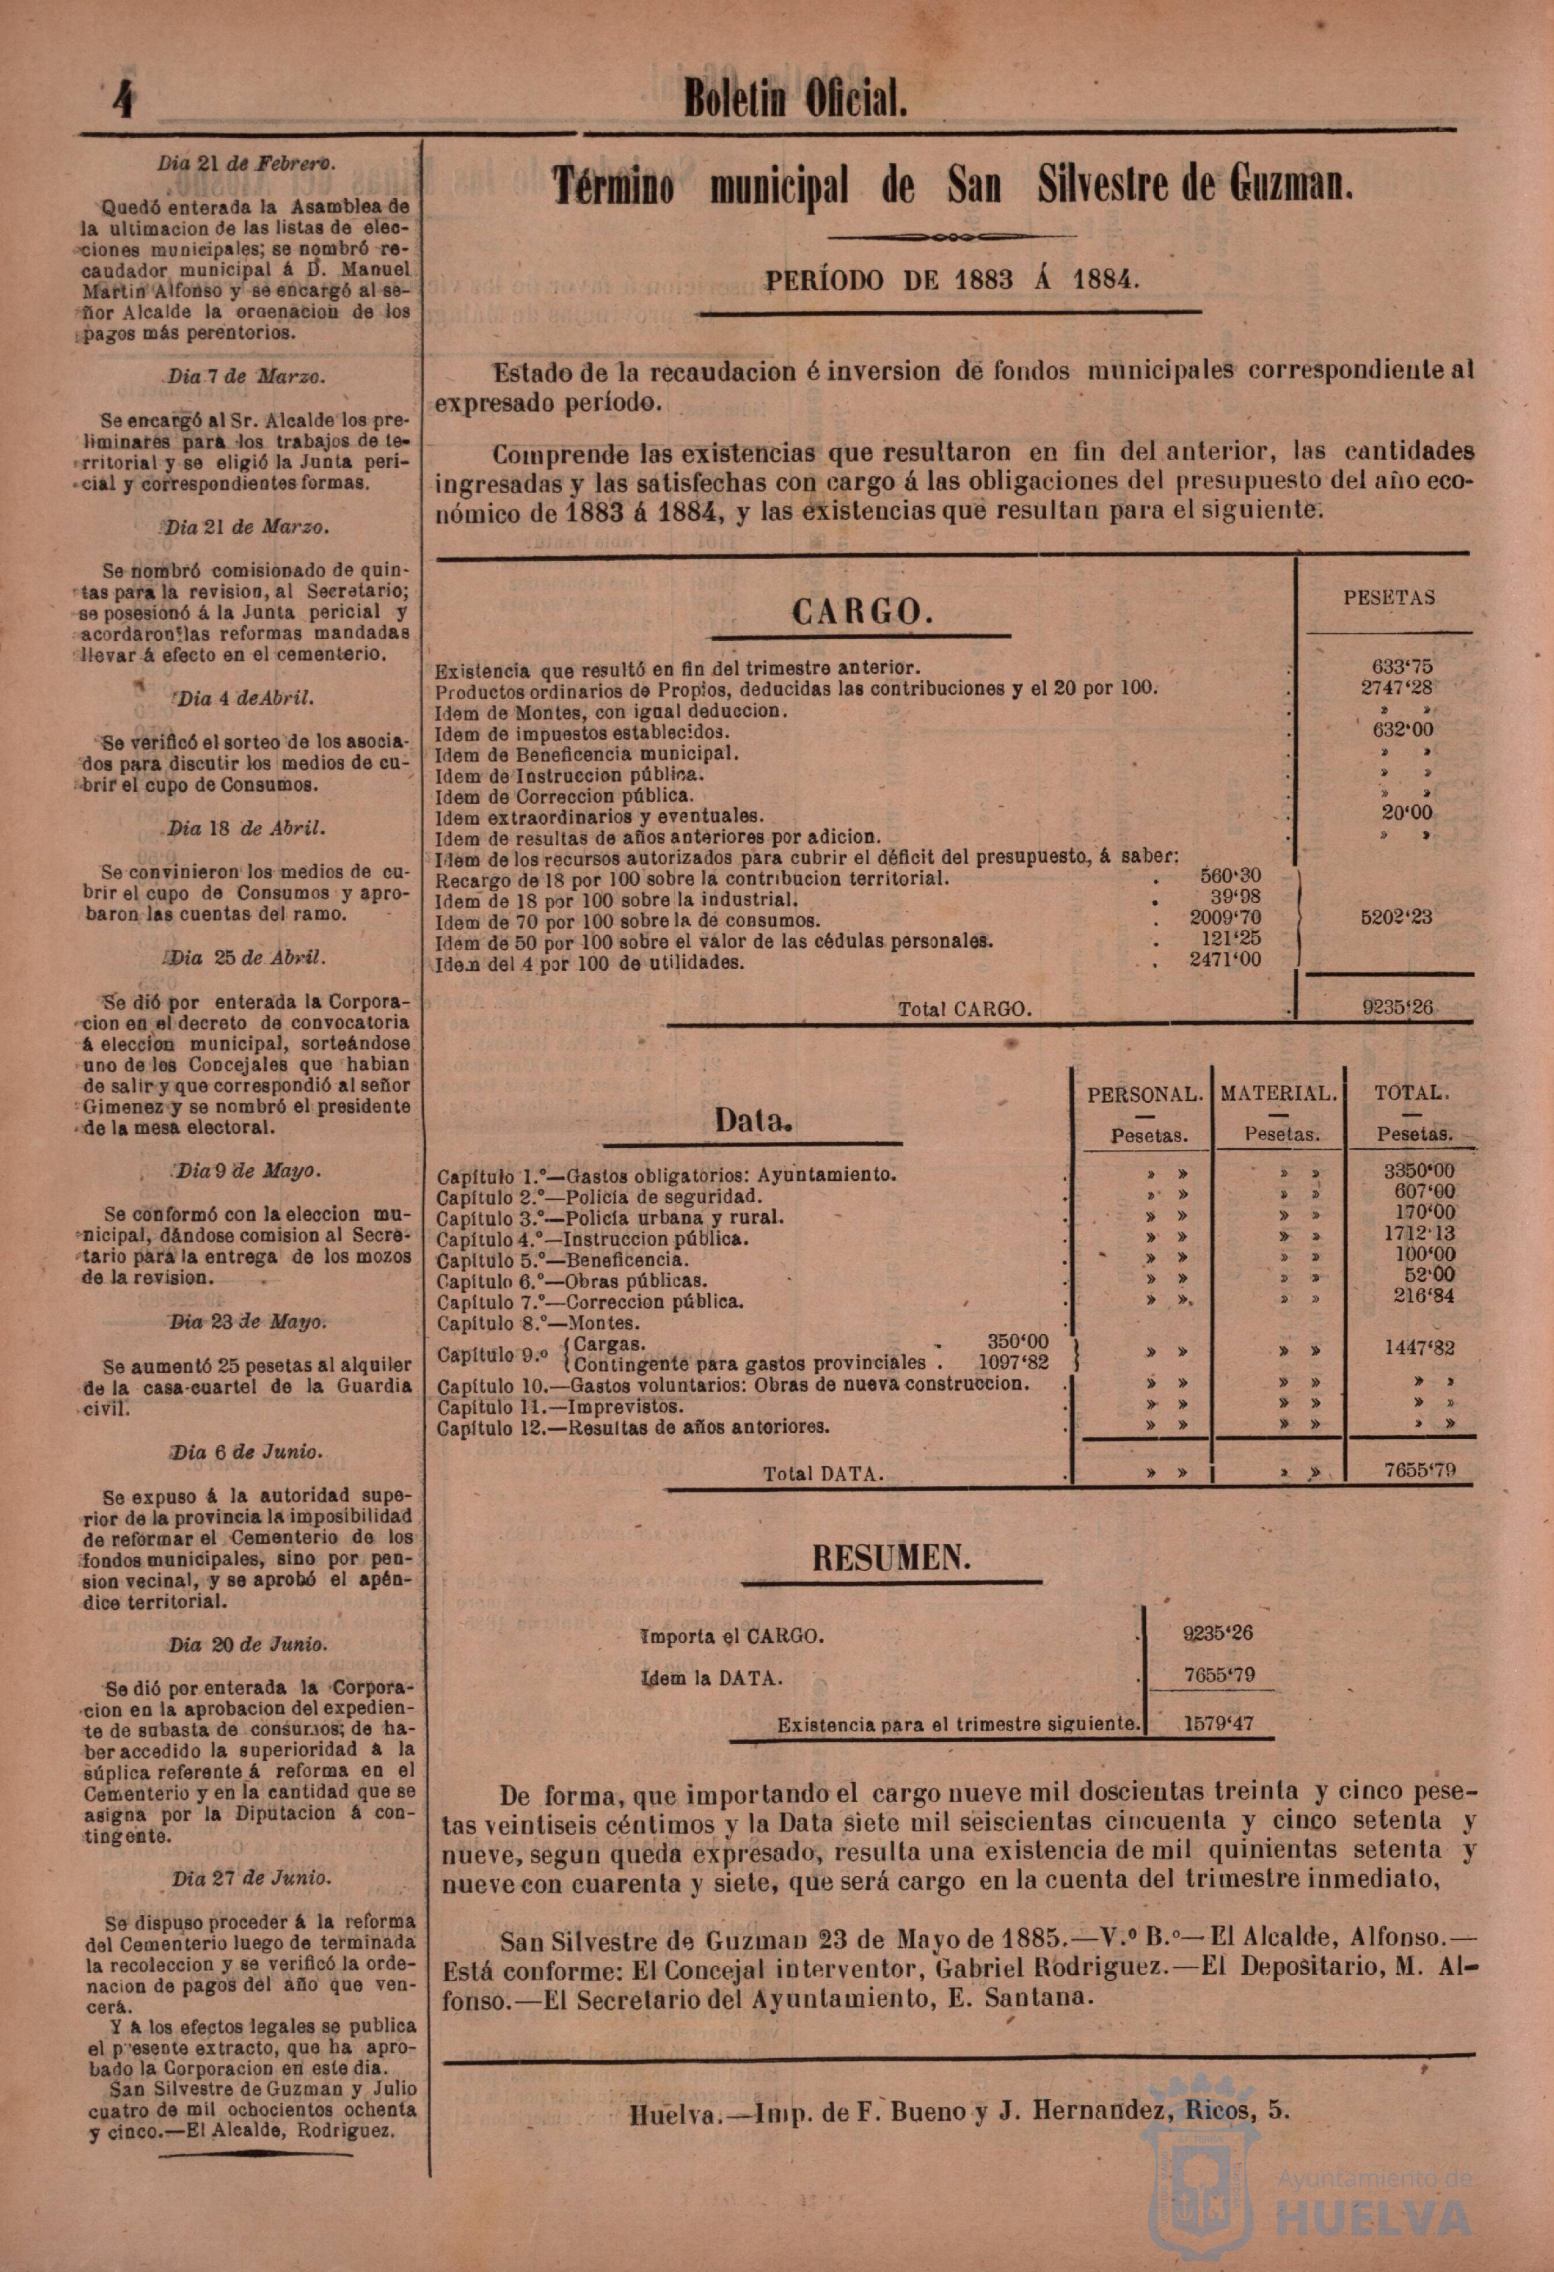 4
Boletin Oficial.
Dia 21 de Febrero.
Quedó enterada la Asamblea de
la ultimacion de las listas de elec-
ciones municipales; se nombró re-
caudador municipal á D. Manuel
Martin Alfonso y se encargó al se-
ñor Alcalde la ordenacion de los
pagos más perentorios.
Dia 7 de Marzo.
Se encargó al Sr. Alcalde los pre-
liminares para los trabajos de te-
rritorial y se eligió la Junta peri-
cial y correspondientes formas.
Dia 21 de Marzo.
Se nombró comisionado de quin-
tas para la revision, al Secretario;
se posesionó á la Junta pericial y
acordaron las reformas mandadas
llevar á efecto en el cementerio.
Dia 4 de Abril.
Se verificó el sorteo de los asocia-
dos para discutir los medios de cu-
brir el cupo de Consumos.
Dia 18 de Abril.
Se convinieron los medios de cu-
brir el cupo de Consumos y apro-
baron las cuentas del ramo.
Dia 25 de Abril.
Se dió por enterada la Corpora-
cion en el decreto de convocatoria
á eleccion municipal, sorteándose
uno de los Concejales que habian
de salir y que correspondió al señor
Gimenez y se nombró el presidente
de la mesa electoral.
Dia 9 de Mayo.
Se conformó con la eleccion mu-
nicipal, dándose comision al Secre-
tario para la entrega de los mozos
de la revision.
Dia 23 de Mayo.
Se aumentó 25 pesetas al alquiler
de la casa-cuartel de la Guardia
civil.
Dia 6 de Junio.
Se expuso á la autoridad supe-
rior de la provincia la imposibilidad
de reformar el Cementerio de los
fondos municipales, sino por pen-
sion vecinal, y se aprobó el apén-
dice territorial.
Dia 20 de Junio.
Se dió por enterada la Corpora-
cion en la aprobacion del expedien-
te de subasta de consumos; de ha-
ber accedido la superioridad á la
súplica referente á reforma en el
Cementerio y en la cantidad que se
asigna por la Diputacion á con-
tingente.
Dia 27 de Junio.
Se dispuso proceder á la reforma
del Cementerio luego de terminada
la recoleccion y se verificó la orde-
nacion de pagos del año que ven-
cerá.
Y á los efectos legales se publica
el presente extracto, que ha apro-
bado la Corporacion en este dia.
San Silvestre de Guzman y Julio
cuatro de mil ochocientos ochenta
y cinco.—El Alcalde, Rodriguez.
Término municipal de San Silvestre de Guzman.
PERÍODO DE 1883 Á 1884.
Estado de la recaudacion é inversion de fondos municipales correspondiente al
expresado período.
Comprende las existencias que resultaron en fin del anterior, las cantidades
ingresadas y las satisfechas con cargo á las obligaciones del presupuesto del año eco-
nómico de 1883 á 1884, y las existencias que resultan para el siguiente.
CARGO. PESETAS
Existencia que resultó en fin del trimestre anterior. . 633‘75
Productos ordinarios de Propios, deducidas las contribuciones y el 20 por 100. . 2747‘28
Idem de Montes, con igual deduccion. . » »
Idem de impuestos establecidos. . 632‘00
Idem de Beneficencia municipal. . » »
Idem de Instruccion pública. . » »
Idem de Correccion pública. . » »
Idem extraordinarios y eventuales. . 20‘00
Idem de resultas de años anteriores por adicion. . » »
Idem de los recursos autorizados para cubrir el déficit del presupuesto, á saber:
Recargo de 18 por 100 sobre la contribucion territorial. . 560‘30
Idem de 18 por 100 sobre la industrial. . 39‘98
Idem de 70 por 100 sobre la de consumos. . 2009‘70 5202‘23
Idem de 50 por 100 sobre el valor de las cédulas personales. . 121‘25
Idem del 4 por 100 de utilidades. . 2471‘00
Total CARGO. . 9235‘26
Data. PERSONAL. MATERIAL. TOTAL.
Pesetas. Pesetas. Pesetas.
Capítulo 1.º—Gastos obligatorios: Ayuntamiento. . » » » » 3350‘00
Capítulo 2.º—Policía de seguridad. . » » » » 607‘00
Capítulo 3.º—Policía urbana y rural. . » » » » 170‘00
Capítulo 4.º—Instruccion pública. . » » » » 1712‘13
Capítulo 5.º—Beneficencia. . » » » » 100‘00
Capítulo 6.º—Obras públicas. . » » » » 52‘00
Capítulo 7.º—Correccion pública. . » » » » 216‘84
Capítulo 8.º—Montes.
Capítulo 9.º { Cargas. . 350‘00 } » » » » 1447‘82
{ Contingente para gastos provinciales . 1097‘82 }
Capítulo 10.—Gastos voluntarios: Obras de nueva construccion. . » » » » » »
Capítulo 11.—Imprevistos. . » » » » » »
Capítulo 12.—Resultas de años anteriores. . » » » » » »
Total DATA. . » » » » 7655‘79
RESUMEN.
Importa el CARGO. . 9235‘26
Idem la DATA. . 7655‘79
Existencia para el trimestre siguiente. 1579‘47
De forma, que importando el cargo nueve mil doscientas treinta y cinco pese-
tas veintiseis céntimos y la Data siete mil seiscientas cincuenta y cinco setenta y
nueve, segun queda expresado, resulta una existencia de mil quinientas setenta y
nueve con cuarenta y siete, que será cargo en la cuenta del trimestre inmediato,
San Silvestre de Guzman 23 de Mayo de 1885.—V.º B.º—El Alcalde, Alfonso.—
Está conforme: El Concejal interventor, Gabriel Rodriguez.—El Depositario, M. Al-
fonso.—El Secretario del Ayuntamiento, E. Santana.
Huelva.—Imp. de F. Bueno y J. Hernandez, Ricos, 5.
Ayuntamiento de
HUELVA